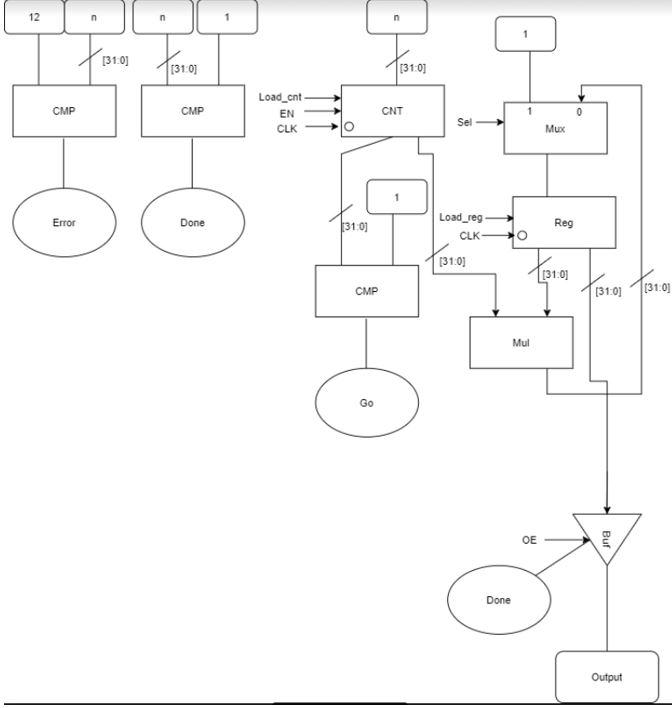 12
n
n
1
n
1
[31:0]
[31:0]
[31:0]
CMP
CMP
Load_cnt
EN
CLK
CNT
Sel
1
0
Mux
Error
Done
1
[31:0]
Load_reg
CLK
Reg
[31:0]
[31:0]
[31:0]
[31:0]
CMP
Mul
Go
OE
Buf
Done
Output